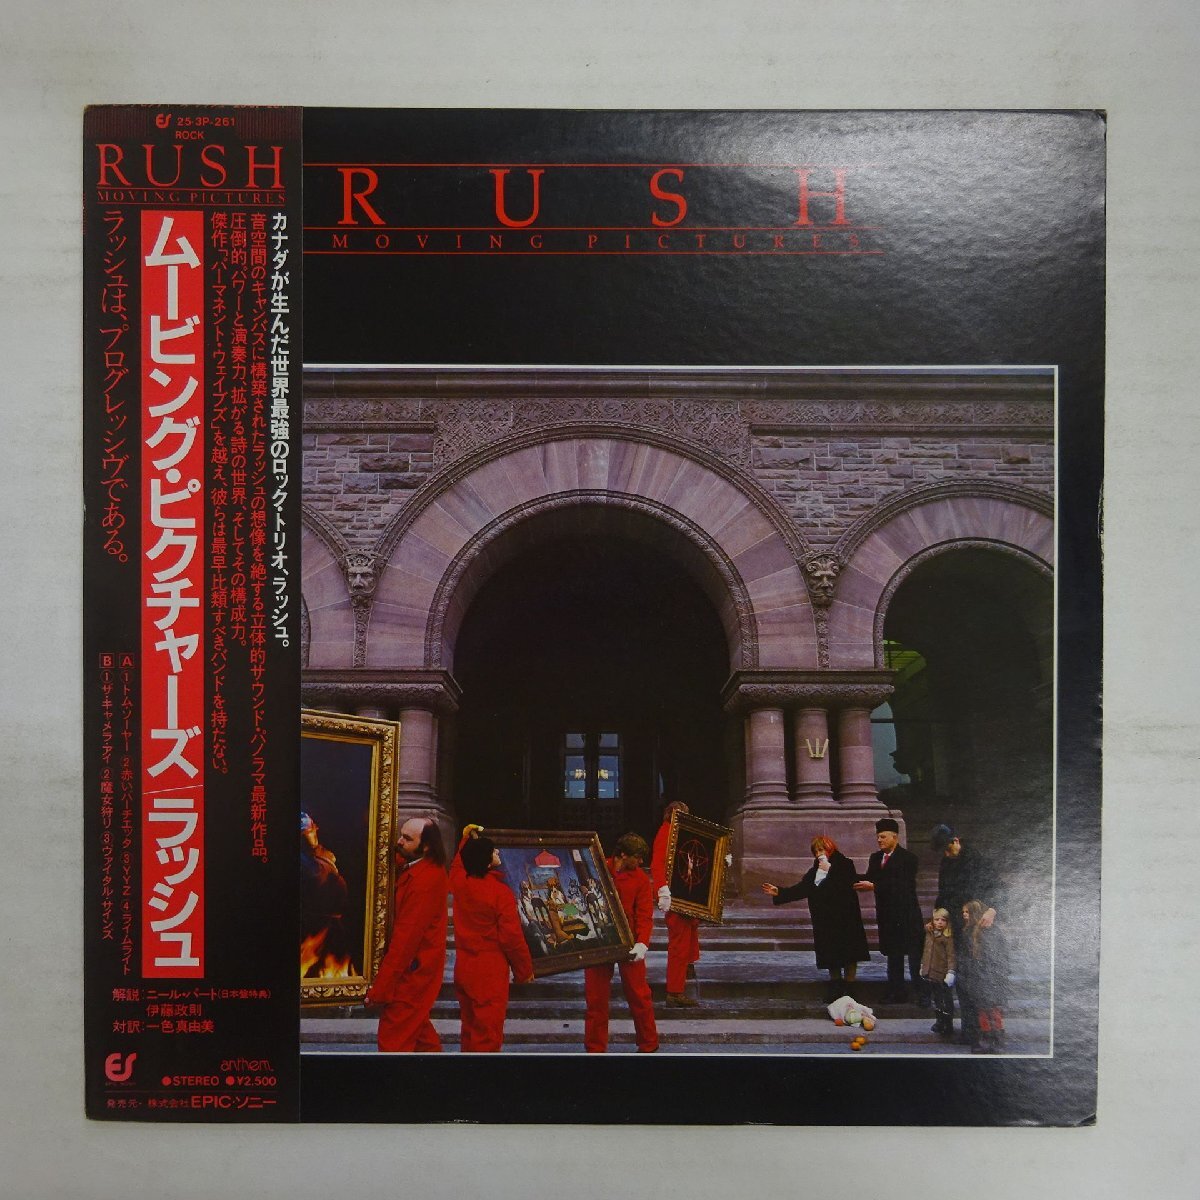 25・3P-261
ROCK
RUSH
MOVING PICTURES
カナダが生んだ世界最強のロック・トリオ、ラッシュ。
音空間のキャンバスに構築されたラッシュの想像を絶する立体的サウンド・パノラマ最新作品。
圧倒的パワーと演奏力、拡がる詩の世界、そしてその構成力。
傑作「パーマネント・ウェイブズ」を越え、彼らは最早比類すべきバンドを持たない。
ムービング・ピクチャーズ/ラッシュ
ラッシュは、プログレッシヴである。
A ①トム・ソーヤー ②赤いバーチェッタ ③YYZ ④ライムライト
B ①ザ・キャメラ・アイ ②魔女狩り ③ヴァイタル・サインズ
解説:ニール・パート(日本盤特典)
伊藤政則
対訳:一色真由美
anthem
●STEREO ●¥2,500
発売元・株式会社EPIC・ソニー
RUSH
MOVING PICTURES